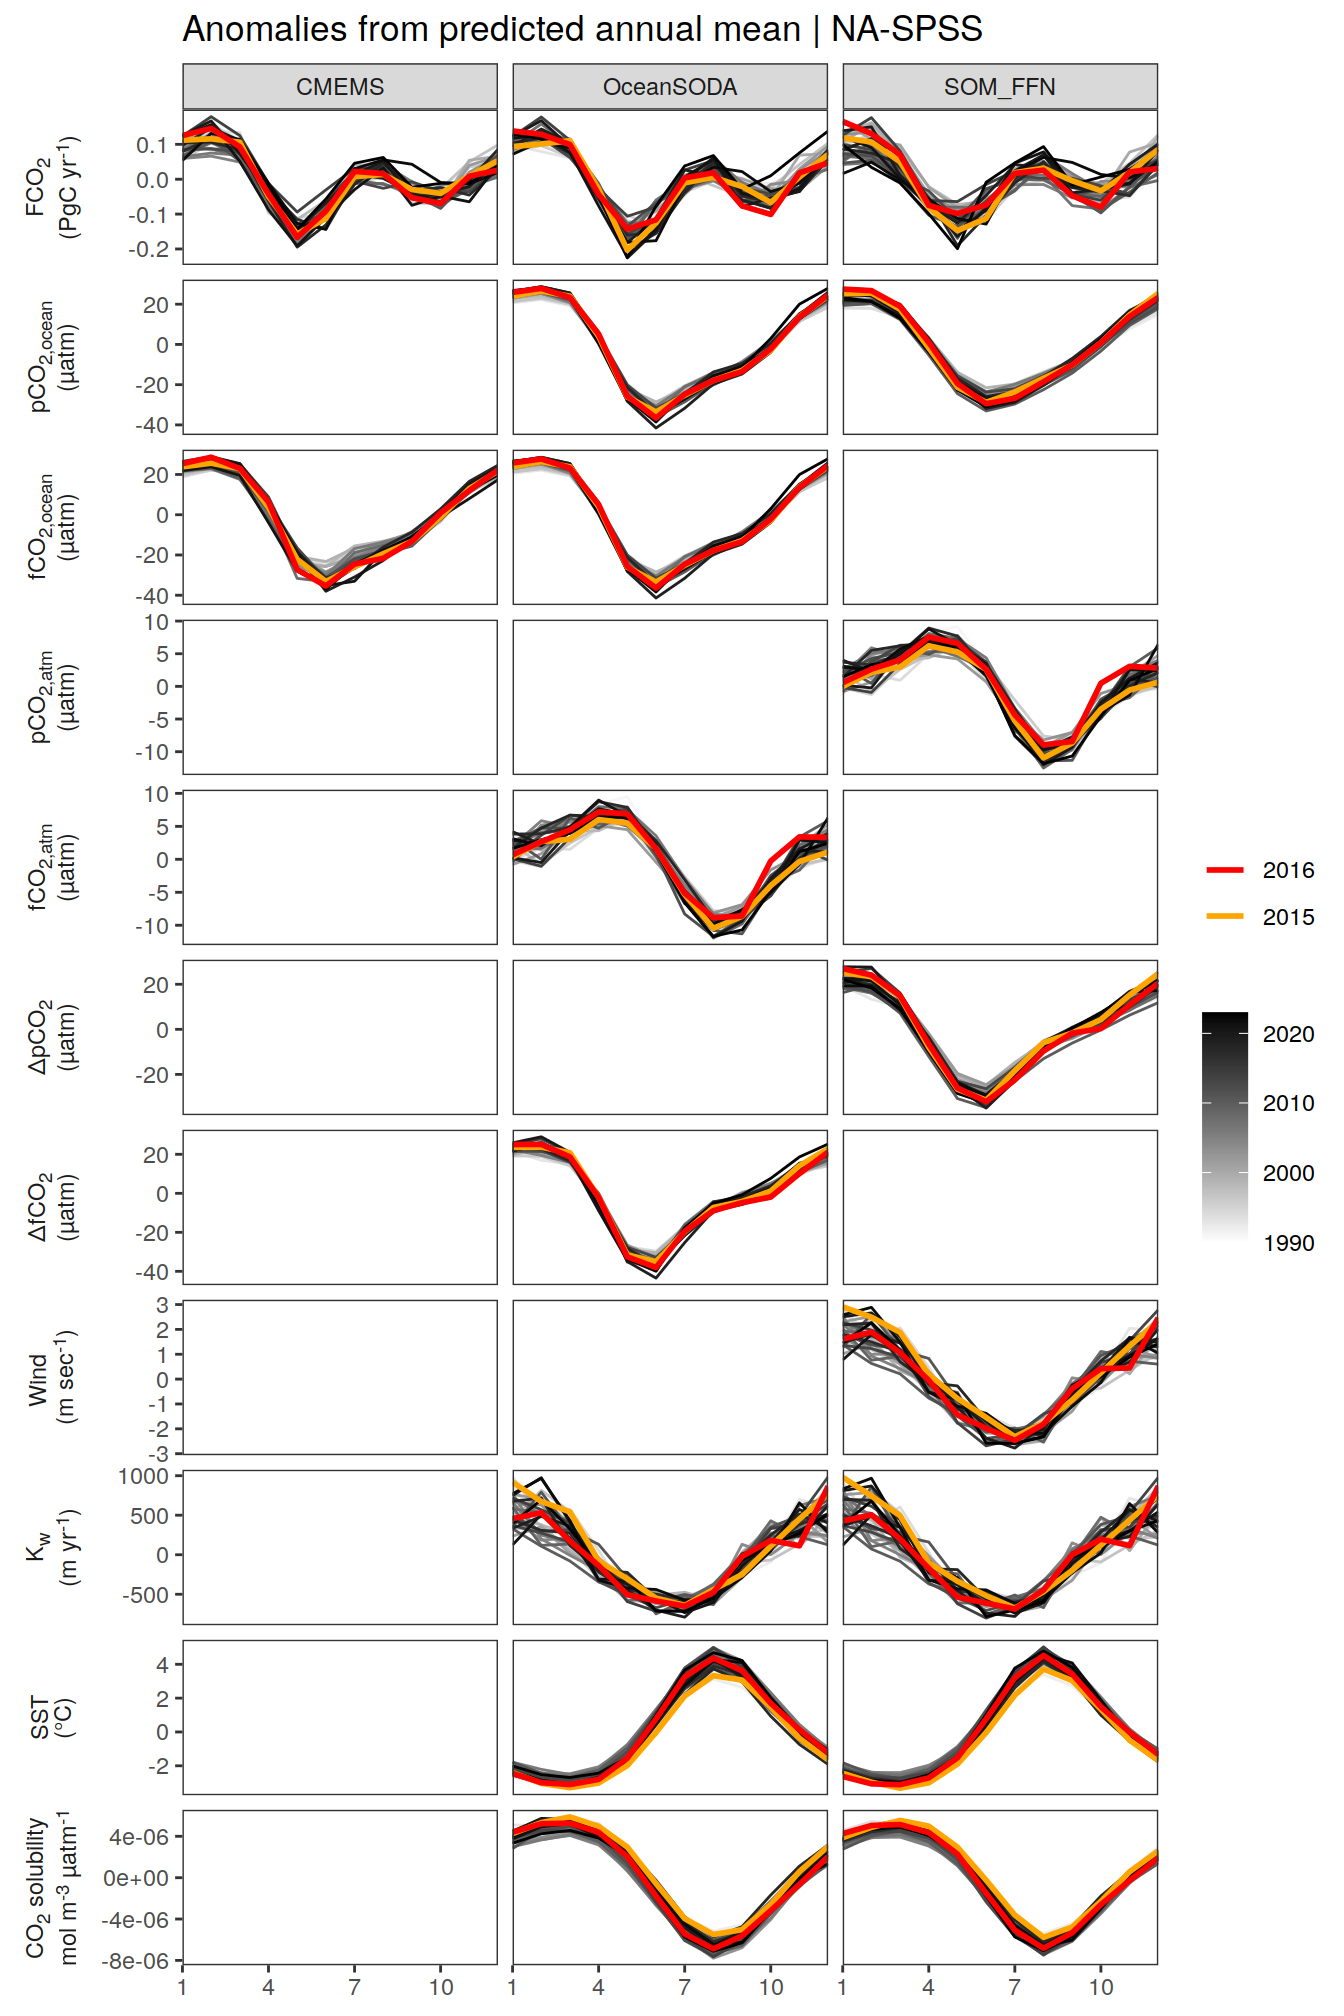 Anomalies from predicted annual mean | NA-SPSS
CMEMS OceanSODA SOM_FFN
FCO2
(PgC yr-1)
0.1
0.0
-0.1
-0.2
pCO2,ocean
(µatm)
20
0
-20
-40
fCO2,ocean
(µatm)
20
0
-20
-40
pCO2,atm
(µatm)
10
5
0
-5
-10
fCO2,atm
(µatm)
10
5
0
-5
-10
ΔpCO2
(µatm)
20
0
-20
ΔfCO2
(µatm)
20
0
-20
-40
Wind
(m sec-1)
3
2
1
0
-1
-2
-3
Kw
(m yr-1)
1000
500
0
-500
SST
(°C)
4
2
0
-2
CO2 solubility
mol m-3 µatm-1
4e-06
0e+00
-4e-06
-8e-06
1 4 7 10 1 4 7 10 1 4 7 10
2016
2015
2020
2010
2000
1990